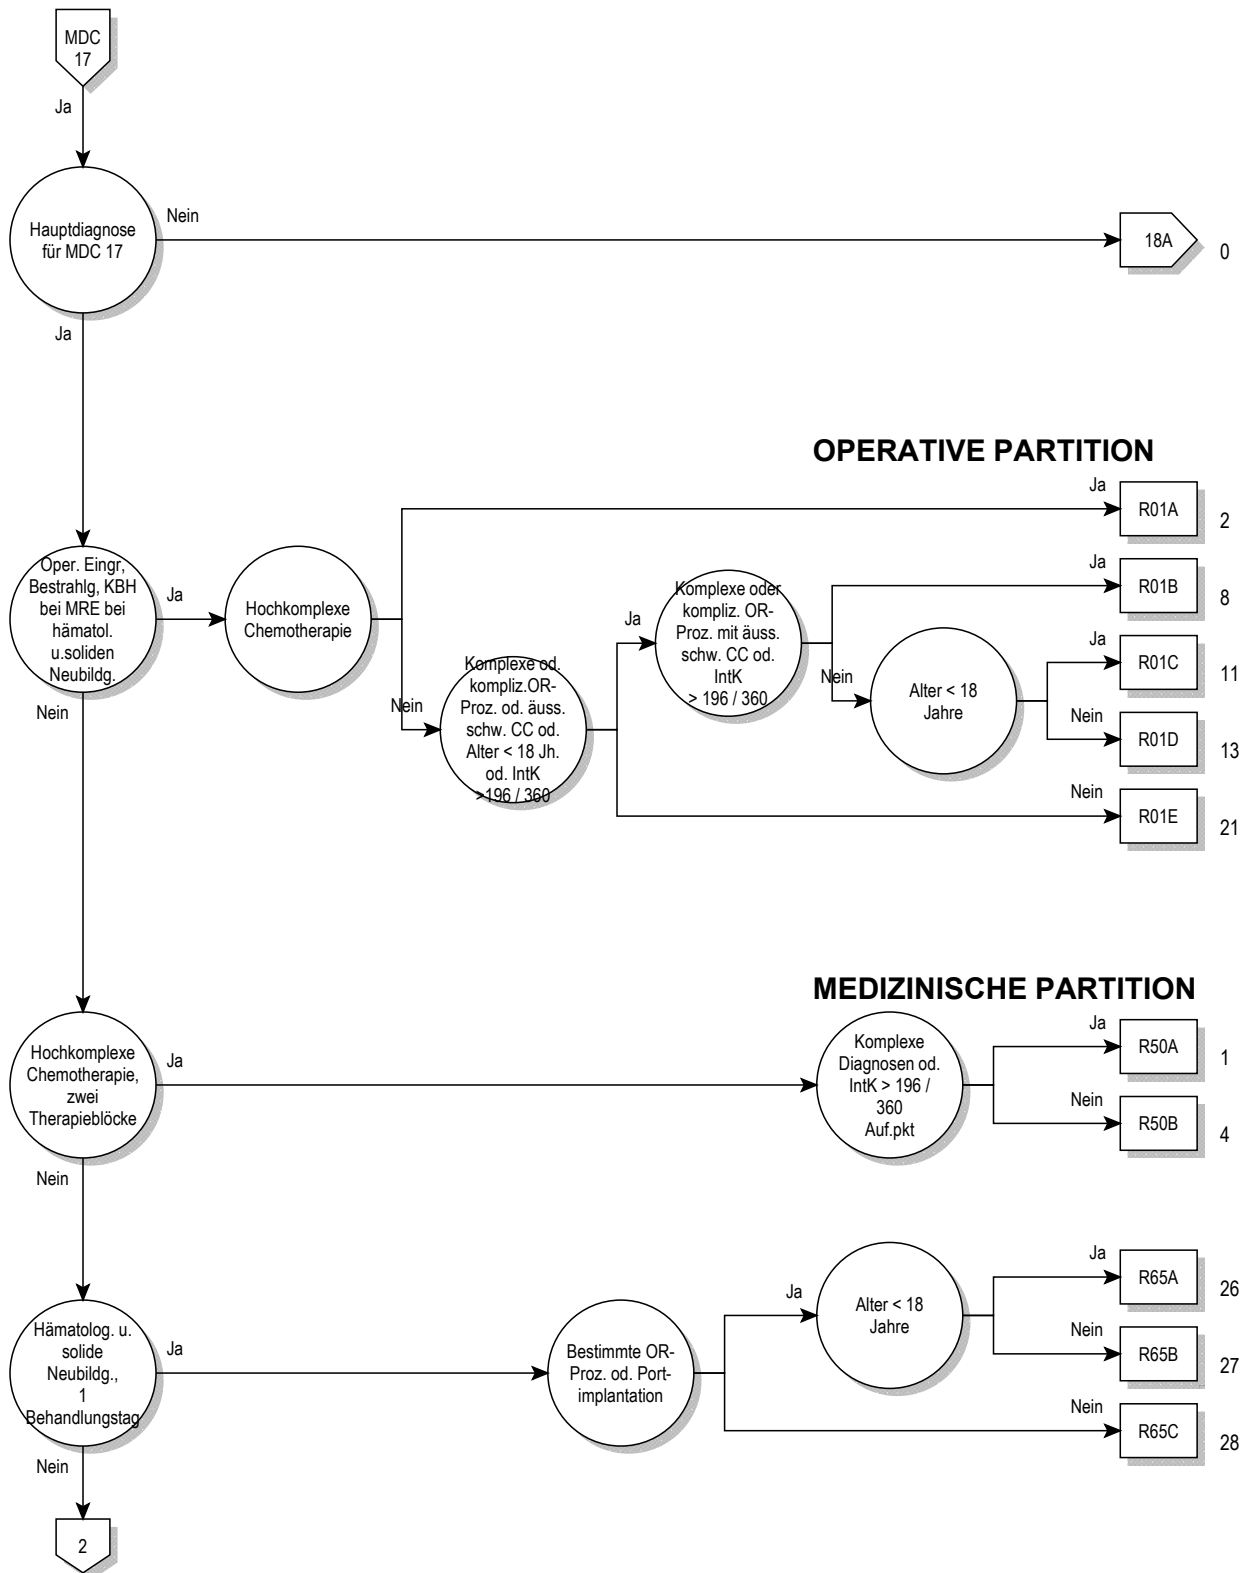 MDC
17
Ja
Hauptdiagnose
für MDC 17
Nein
18A
0
Ja
OPERATIVE PARTITION
Ja
R01A
2
Oper. Eingr,
Bestrahlg, KBH
bei MRE bei
hämatol.
u.soliden
Neubildg.
Ja
Hochkomplexe
Chemotherapie
Nein
Komplexe od.
kompliz.OR-
Proz. od. äuss.
schw. CC od.
Alter < 18 Jh.
od. IntK
>196 / 360
Ja
Komplexe oder
kompliz. OR-
Proz. mit äuss.
schw. CC od.
IntK
> 196 / 360
Ja
R01B
8
Nein
Alter < 18
Jahre
Ja
R01C
11
Nein
R01D
13
Nein
R01E
21
Nein
MEDIZINISCHE PARTITION
Hochkomplexe
Chemotherapie,
zwei
Therapieblöcke
Ja
Komplexe
Diagnosen od.
IntK > 196 /
360
Auf.pkt
Ja
R50A
1
Nein
R50B
4
Nein
Hämatolog. u.
solide
Neubildg.,
1
Behandlungstag
Ja
Bestimmte OR-
Proz. od. Port-
implantation
Ja
Alter < 18
Jahre
Ja
R65A
26
Nein
R65B
27
Nein
R65C
28
Nein
2